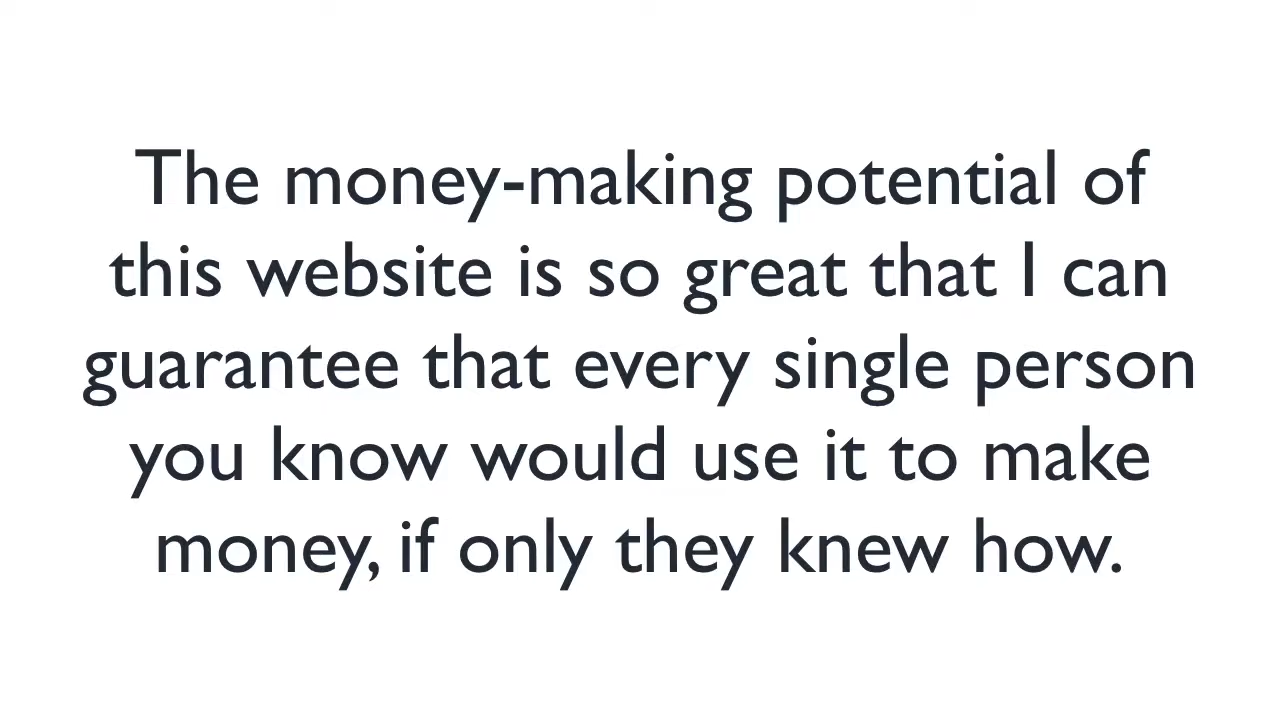 The money-making potential of
this website is so great that I can
guarantee that every single person
you know would use it to make
money, if only they knew how.